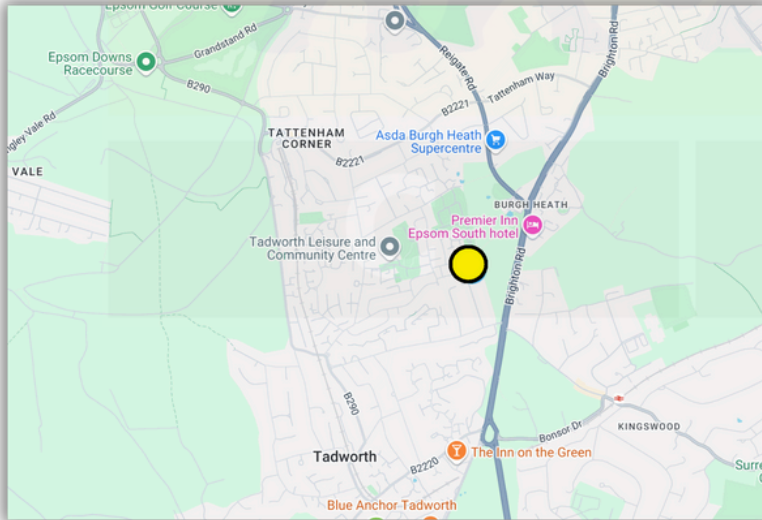 Epsom Golf Course
Grandstand Rd
Epsom Downs
Racecourse
B290
Reigate Rd
Brighton Rd
Tattenham Way
B2221
Asda Burgh Heath
Supercentre
TATTENHAM
CORNER
B2221
gley Vale Rd
VALE
BURGH HEATH
Premier Inn
Epsom South hotel
Tadworth Leisure and
Community Centre
Brighton Rd
B290
Bonsor Dr
KINGSWOOD
Tadworth
The Inn on the Green
B2220
Surre
Blue Anchor Tadworth